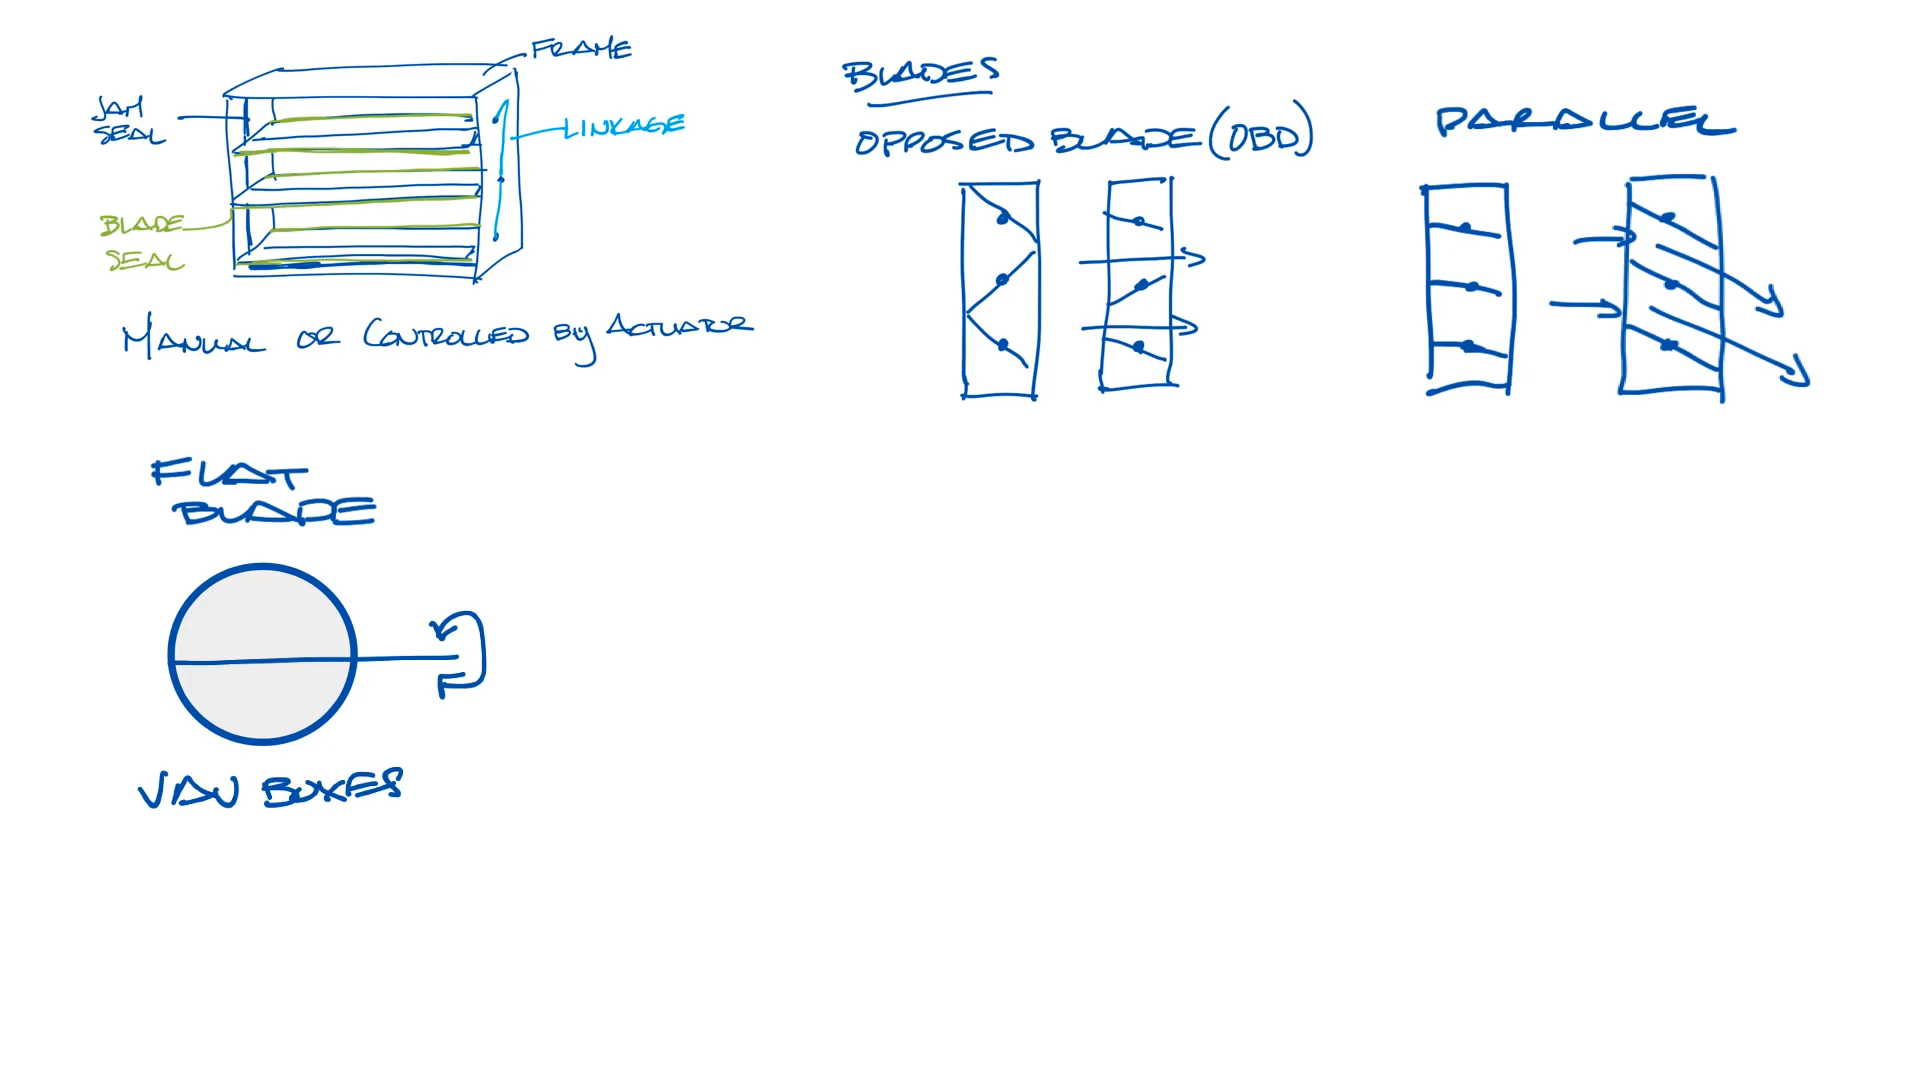 FRAME
JAM
SEAL
LINKAGE
BLADE
SEAL
MANUAL OR CONTROLLED BY ACTUATOR
BLADES
OPPOSED BLADE (OBD)
PARALLEL
FLAT
BLADE
VAV BOXES